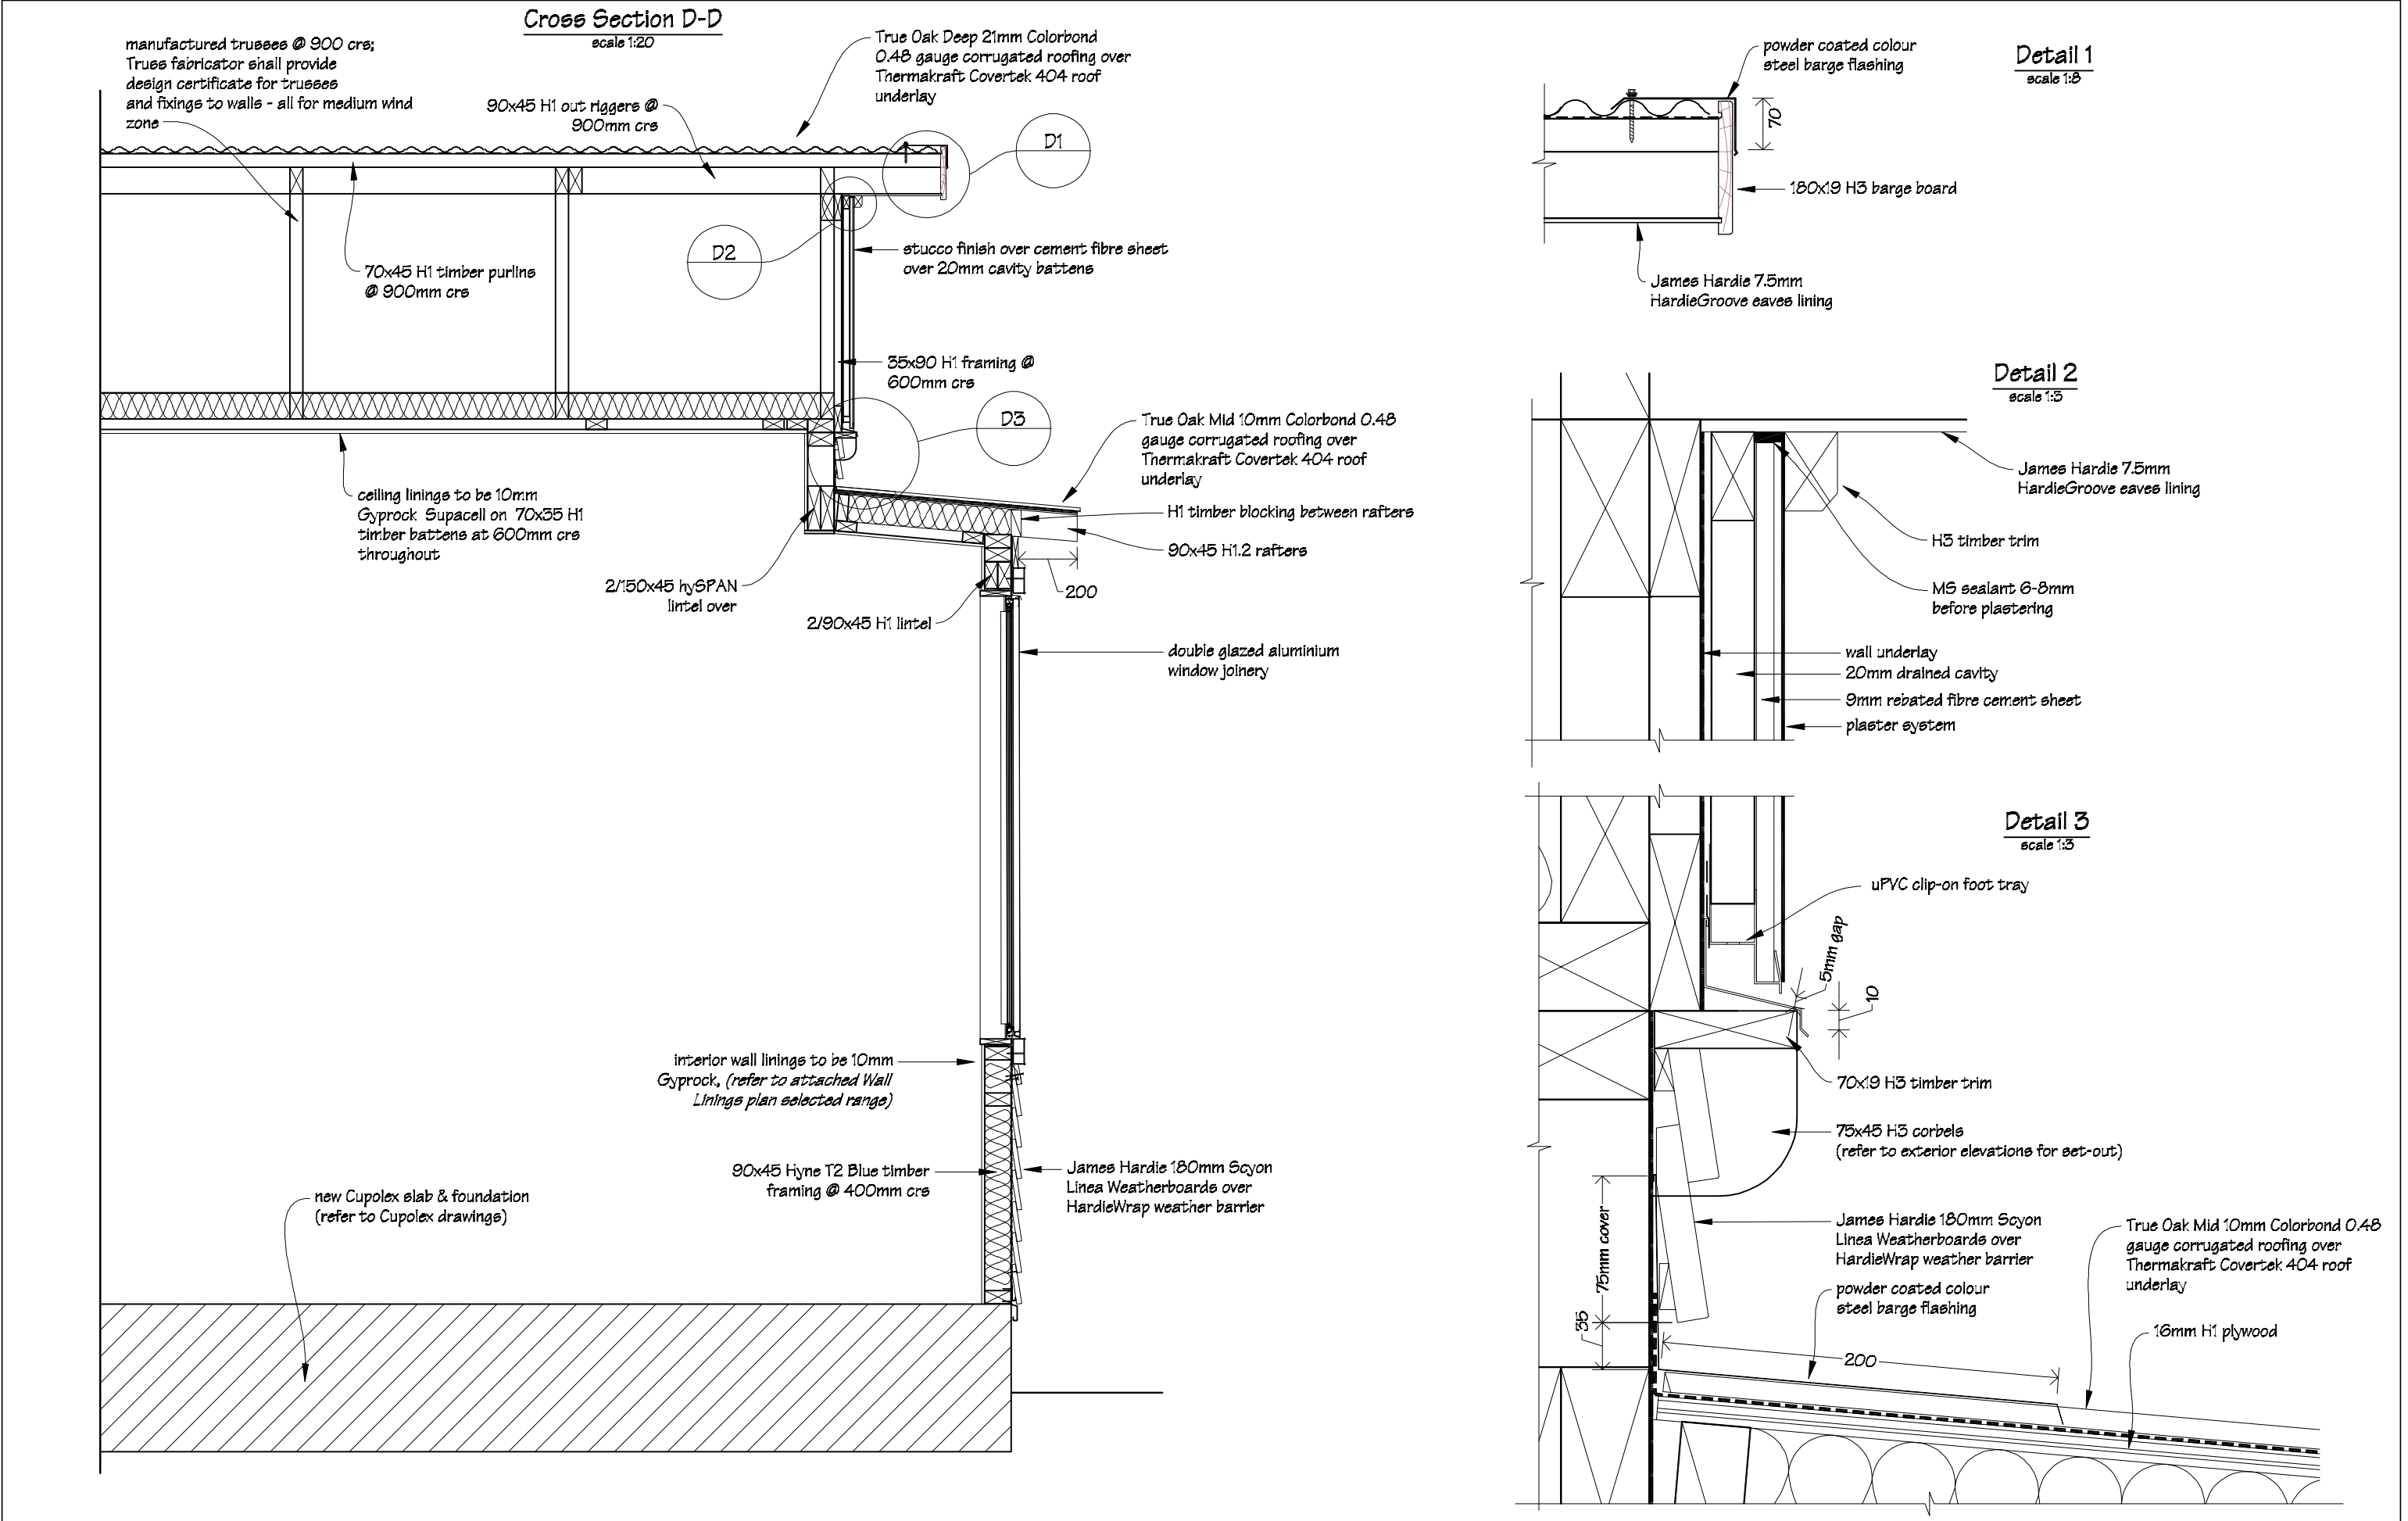 Cross Section D-D
scale 1:20
manufactured trusses @ 900 crs;
Truss fabricator shall provide
design certificate for trusses
and fixings to walls - all for medium wind
zone
90x45 H1 out riggers @
900mm crs
True Oak Deep 21mm Colorbond
0.48 gauge corrugated roofing over
Thermakraft Covertek 404 roof
underlay
D1
D2
70x45 H1 timber purlins
@ 900mm crs
stucco finish over cement fibre sheet
over 20mm cavity battens
35x90 H1 framing @
600mm crs
D3
True Oak Mid 10mm Colorbond 0.48
gauge corrugated roofing over
Thermakraft Covertek 404 roof
underlay
H1 timber blocking between rafters
90x45 H1.2 rafters
200
ceiling linings to be 10mm
Gyprock Supacell on 70x35 H1
timber battens at 600mm crs
throughout
2/150x45 hySPAN
lintel over
2/90x45 H1 lintel
double glazed aluminium
window joinery
interior wall linings to be 10mm
Gyprock, (refer to attached Wall
Linings plan selected range)
90x45 Hyne T2 Blue timber
framing @ 400mm crs
James Hardie 180mm Scyon
Linea Weatherboards over
HardieWrap weather barrier
new Cupolex slab & foundation
(refer to Cupolex drawings)
Detail 1
scale 1:8
powder coated colour
steel barge flashing
70
180x19 H3 barge board
James Hardie 7.5mm
HardieGroove eaves lining
Detail 2
scale 1:3
James Hardie 7.5mm
HardieGroove eaves lining
H3 timber trim
MS sealant 6-8mm
before plastering
wall underlay
20mm drained cavity
9mm rebated fibre cement sheet
plaster system
Detail 3
scale 1:3
uPVC clip-on foot tray
5mm gap
10
70x19 H3 timber trim
75x45 H3 corbels
(refer to exterior elevations for set-out)
75mm cover
35
James Hardie 180mm Scyon
Linea Weatherboards over
HardieWrap weather barrier
powder coated colour
steel barge flashing
200
True Oak Mid 10mm Colorbond 0.48
gauge corrugated roofing over
Thermakraft Covertek 404 roof
underlay
16mm H1 plywood